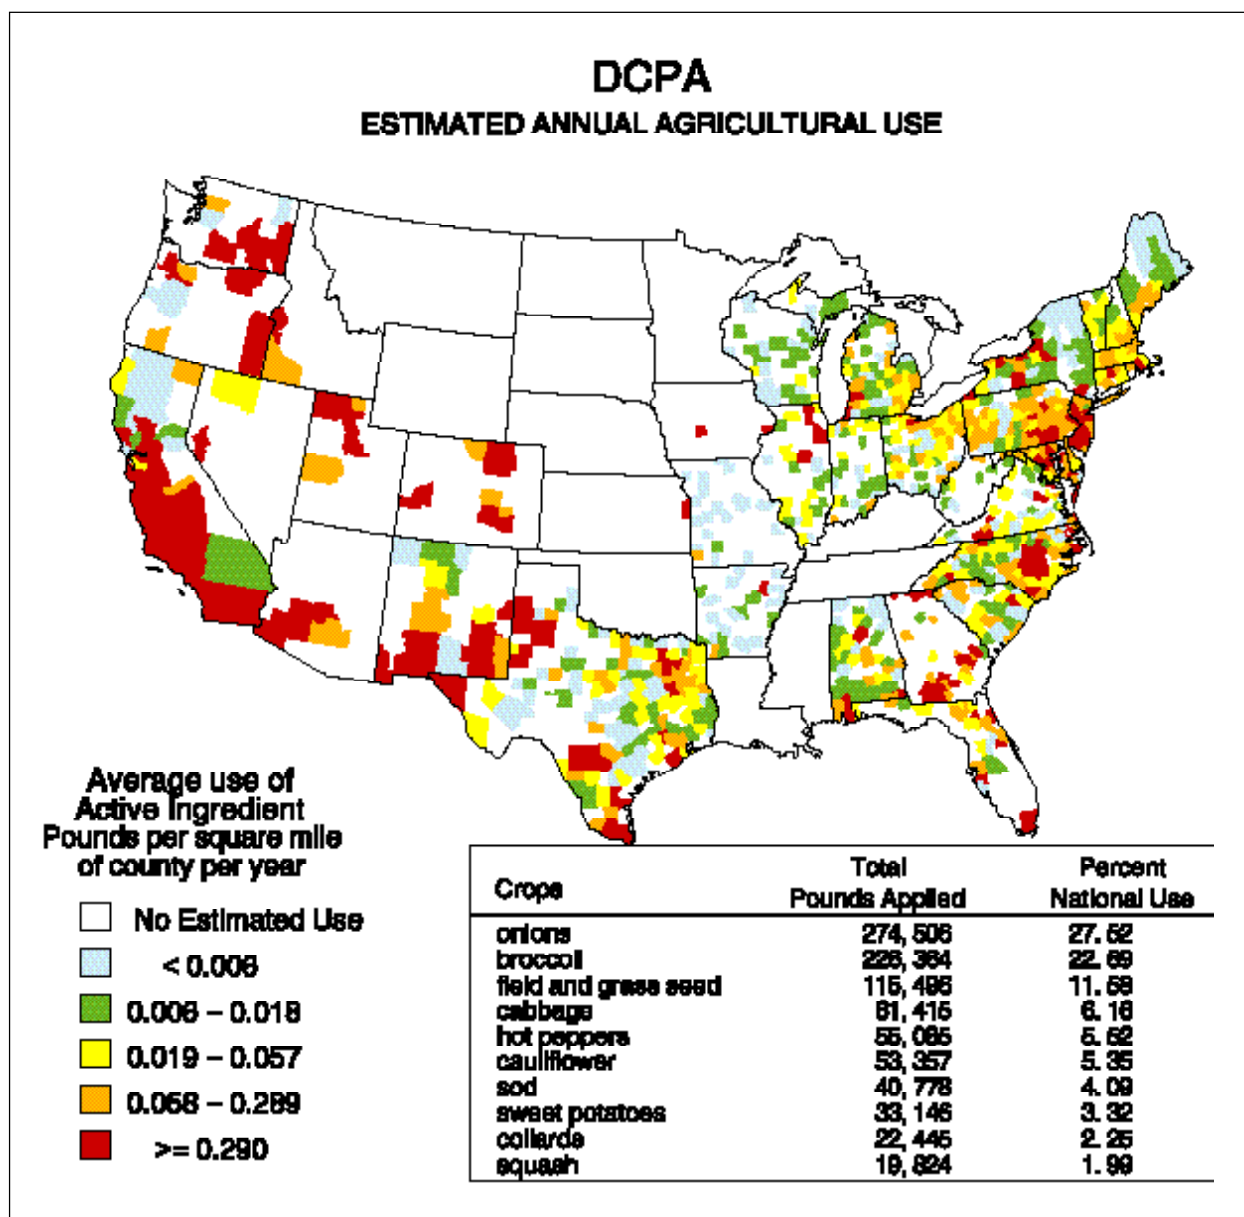 DCPA
ESTIMATED ANNUAL AGRICULTURAL USE
Average use of
Active Ingredient
Pounds per square mile
of county per year
No Estimated Use
< 0.006
0.006 – 0.018
0.019 – 0.057
0.058 – 0.289
>= 0.290
Crops Total Pounds Applied Percent National Use
onions 274, 506 27. 52
broccoli 226, 364 22. 69
field and grass seed 115, 496 11. 58
cabbage 61, 415 6. 16
hot peppers 55, 085 5. 52
cauliflower 53, 357 5. 35
sod 40, 778 4. 09
sweet potatoes 33, 146 3. 32
collards 22, 445 2. 25
squash 19, 824 1. 99